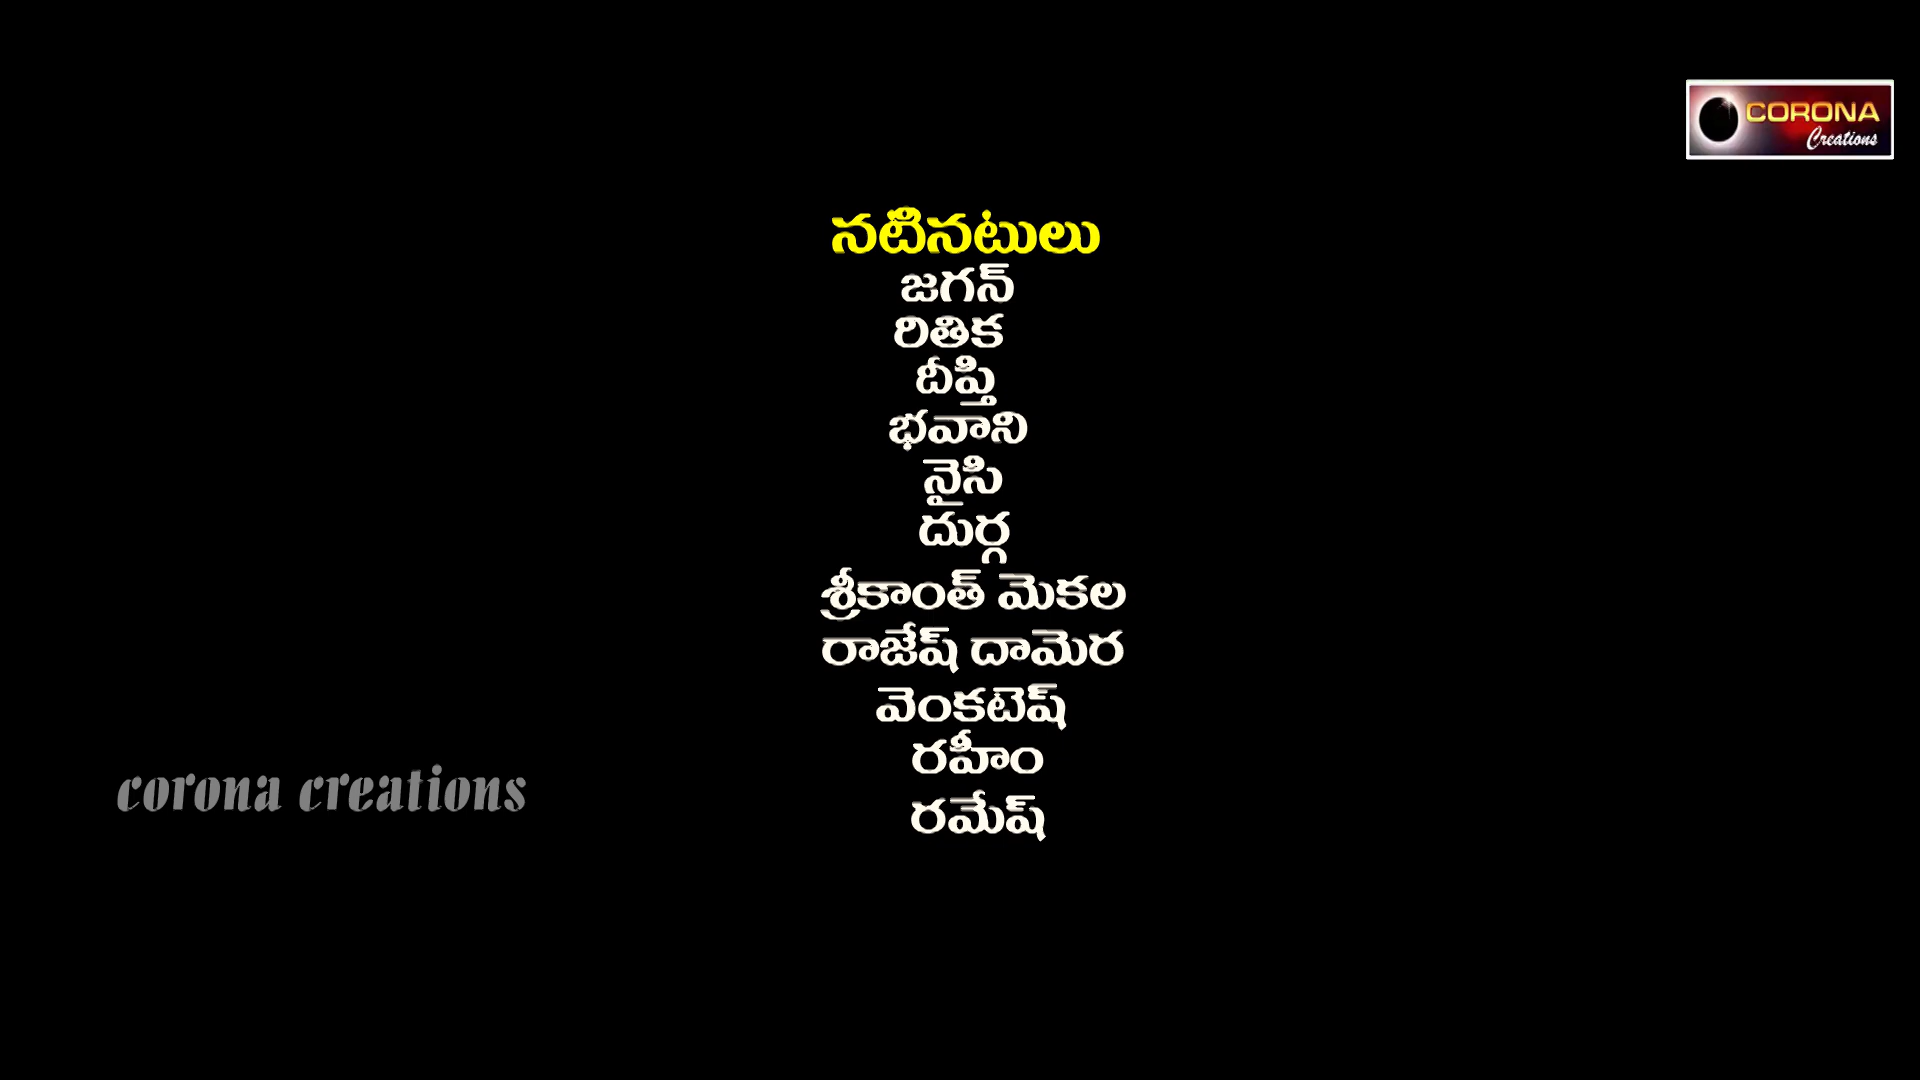 CORONA
Creations
నటినటులు
జగన్
రితిక
దీప్తి
భవాని
నైసి
దుర్గ
శ్రీకాంత్ మెకల
రాజేష్ దామెర
వెంకటెష్
రహీం
రమేష్
corona creations